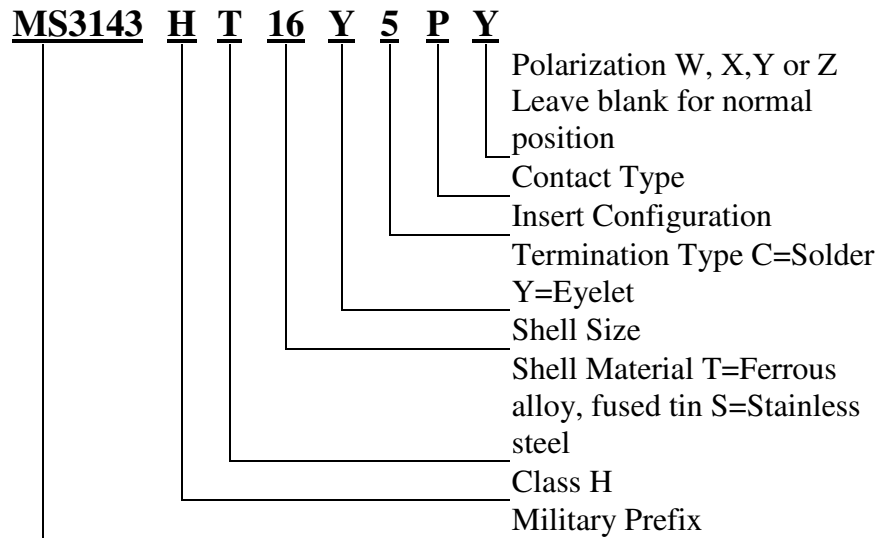 MS3143 H T 16 Y 5 P Y
Polarization W, X,Y or Z
Leave blank for normal
position
Contact Type
Insert Configuration
Termination Type C=Solder
Y=Eyelet
Shell Size
Shell Material T=Ferrous
alloy, fused tin S=Stainless
steel
Class H
Military Prefix